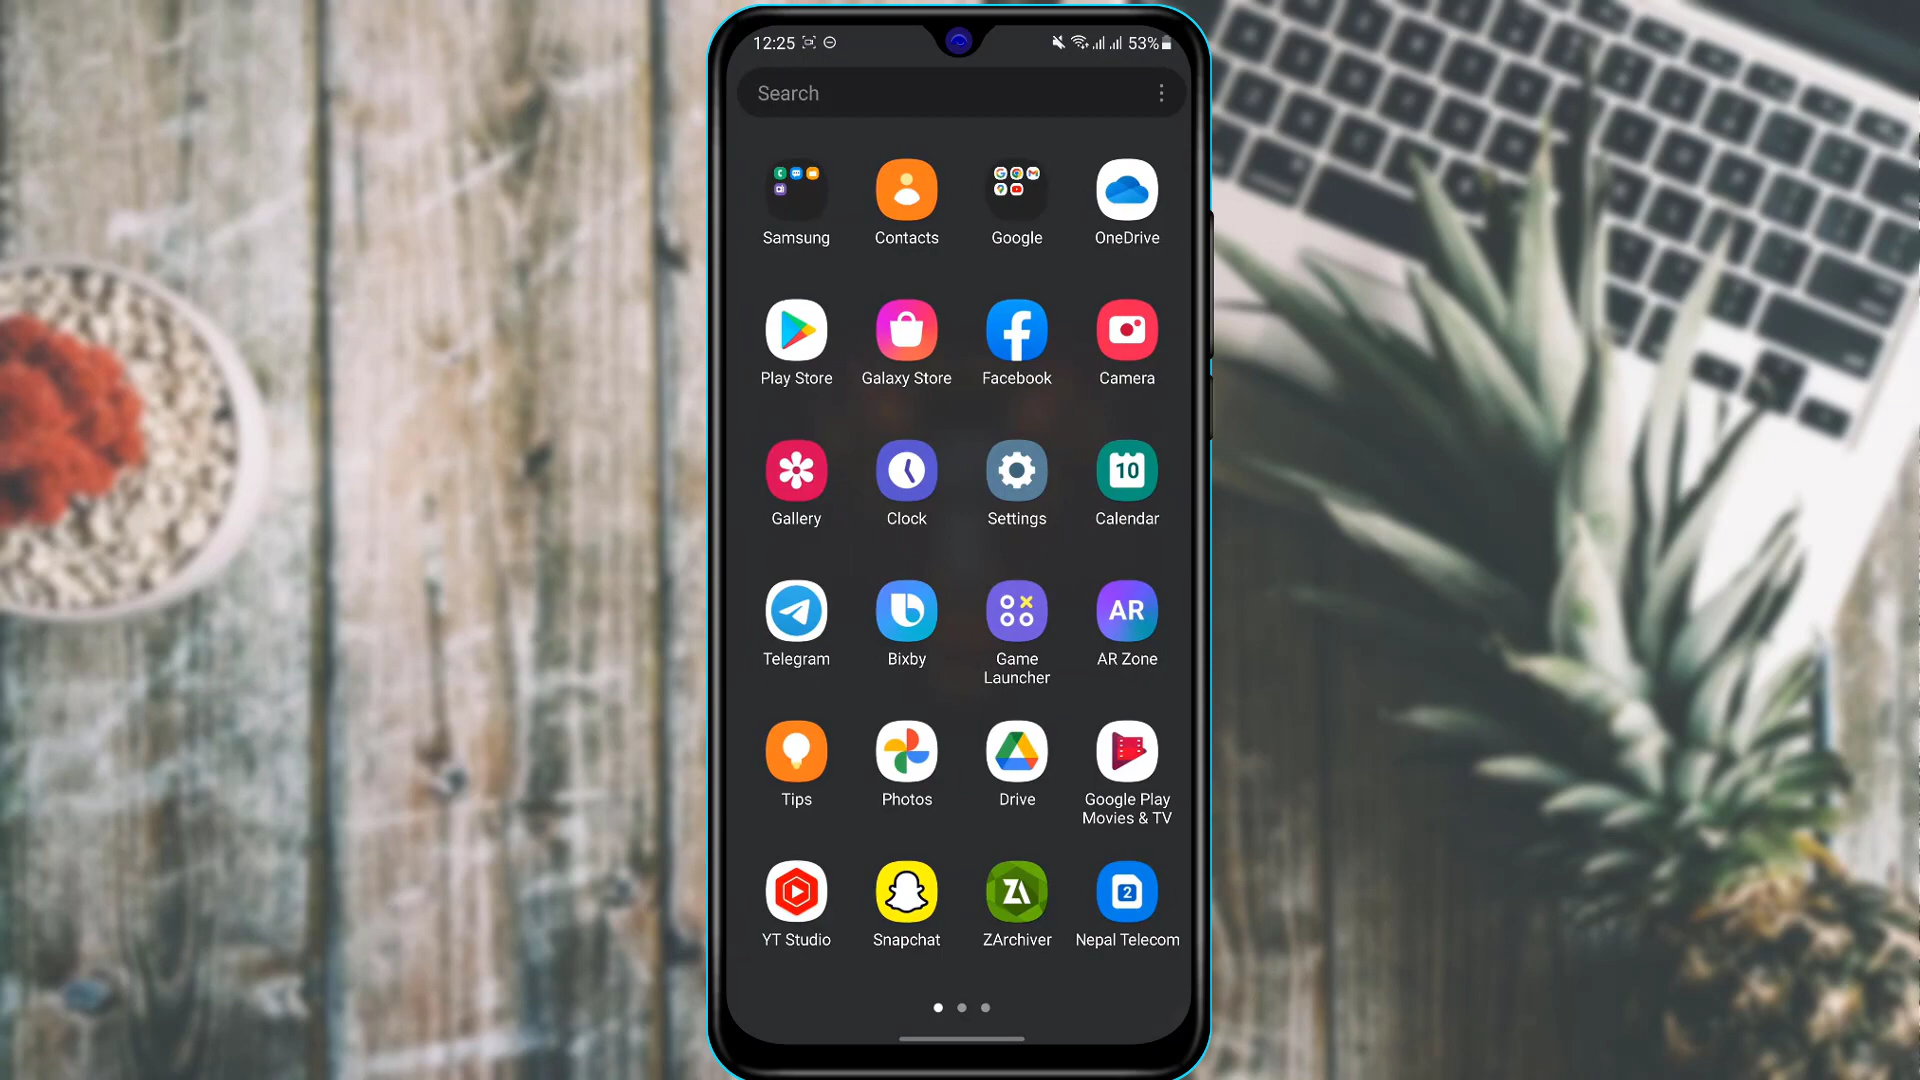 12:25
53%
Search
Samsung
Contacts
Google
OneDrive
Play Store
Galaxy Store
Facebook
Camera
10
Gallery
Clock
Settings
Calendar
AR
Telegram
Bixby
Game
Launcher
AR Zone
Tips
Photos
Drive
Google Play
Movies & TV
ZA
2
YT Studio
Snapchat
ZArchiver
Nepal Telecom